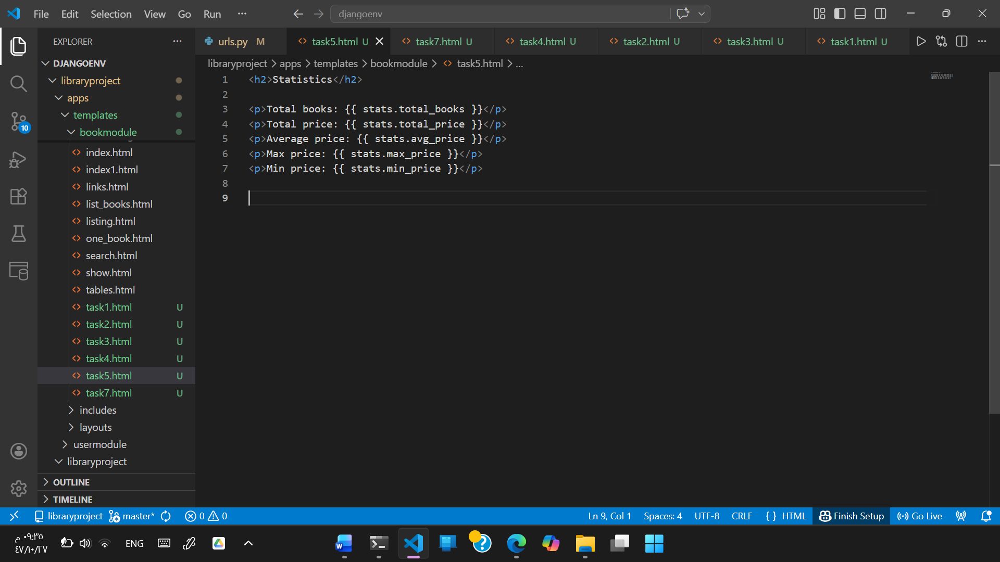 File Edit Selection View Go Run ...
djangoenv
EXPLORER ...
urls.py M
task5.html U
task7.html U
task4.html U
task2.html U
task3.html U
task1.html U
DJANGOENV
libraryproject
apps
templates
bookmodule
index.html
index1.html
links.html
list_books.html
listing.html
one_book.html
search.html
show.html
tables.html
task1.html U
task2.html U
task3.html U
task4.html U
task5.html U
task7.html U
includes
layouts
usermodule
libraryproject
OUTLINE
TIMELINE
10
libraryproject > apps > templates > bookmodule > task5.html > ...
1 <h2>Statistics</h2>
2
3 <p>Total books: {{ stats.total_books }}</p>
4 <p>Total price: {{ stats.total_price }}</p>
5 <p>Average price: {{ stats.avg_price }}</p>
6 <p>Max price: {{ stats.max_price }}</p>
7 <p>Min price: {{ stats.min_price }}</p>
8
9
libraryproject master* 0 0
Ln 9, Col 1 Spaces: 4 UTF-8 CRLF { } HTML Finish Setup Go Live
٠٩:٣٥ م
٤٧/١٠/٢٧
ENG